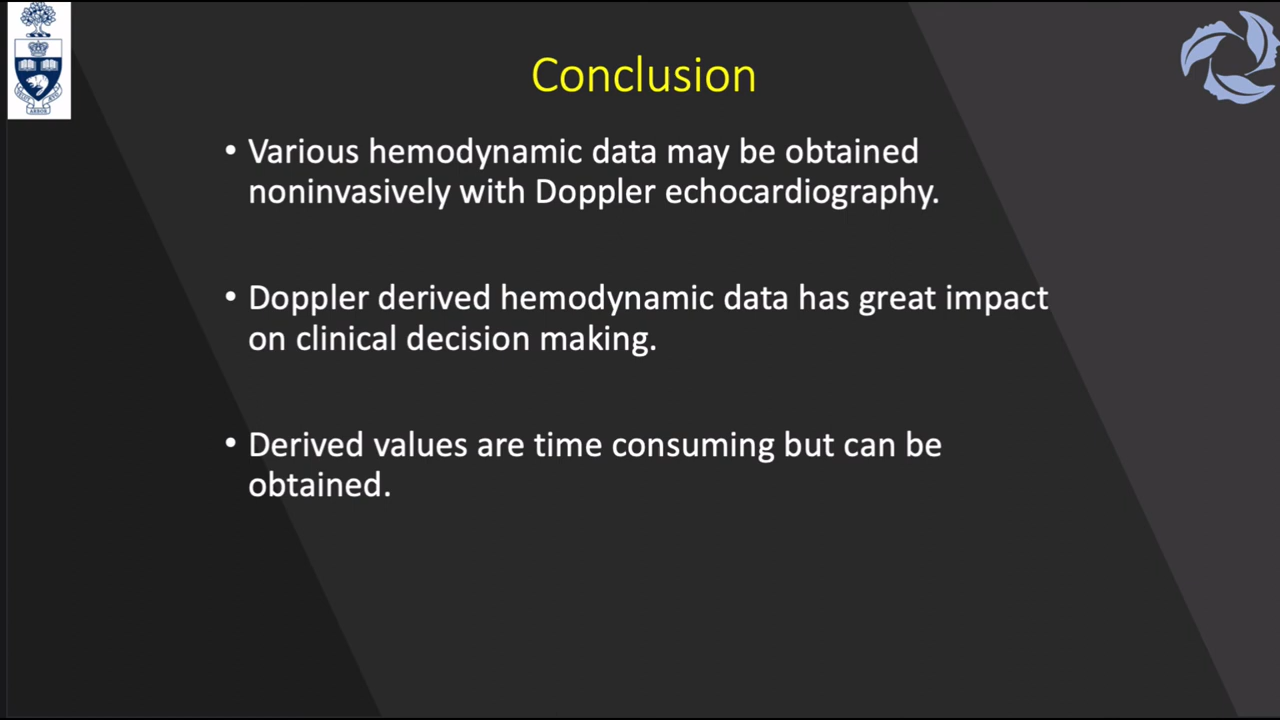 Conclusion
• Various hemodynamic data may be obtained
noninvasively with Doppler echocardiography.
• Doppler derived hemodynamic data has great impact
on clinical decision making.
• Derived values are time consuming but can be
obtained.